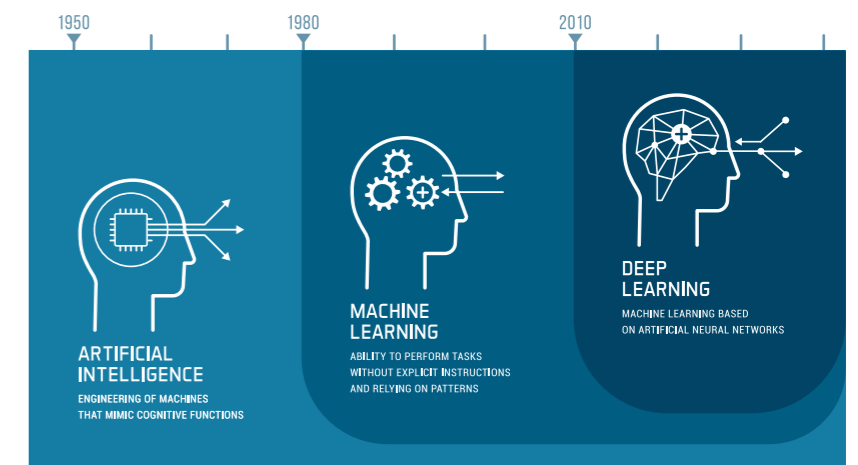 1950
1980
2010
ARTIFICIAL
INTELLIGENCE
ENGINEERING OF MACHINES
THAT MIMIC COGNITIVE FUNCTIONS
MACHINE
LEARNING
ABILITY TO PERFORM TASKS
WITHOUT EXPLICIT INSTRUCTIONS
AND RELYING ON PATTERNS
DEEP
LEARNING
MACHINE LEARNING BASED
ON ARTIFICIAL NEURAL NETWORKS